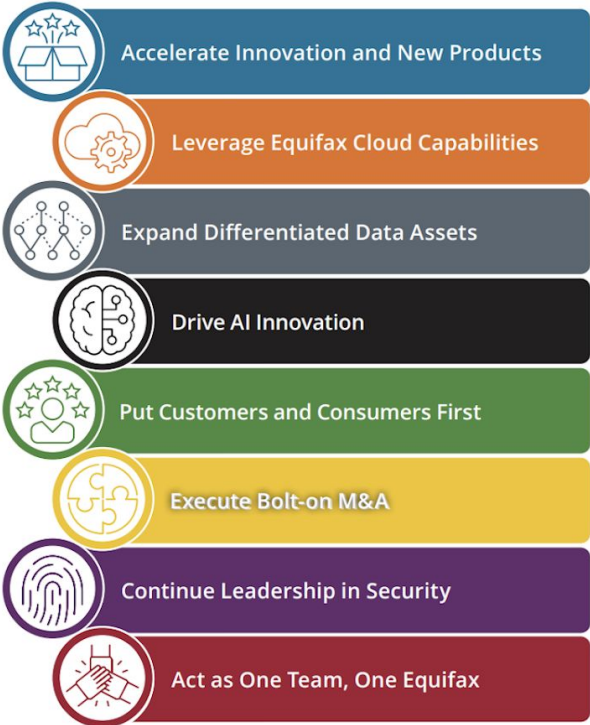 Accelerate Innovation and New Products
Leverage Equifax Cloud Capabilities
Expand Differentiated Data Assets
Drive AI Innovation
Put Customers and Consumers First
Execute Bolt-on M&A
Continue Leadership in Security
Act as One Team, One Equifax